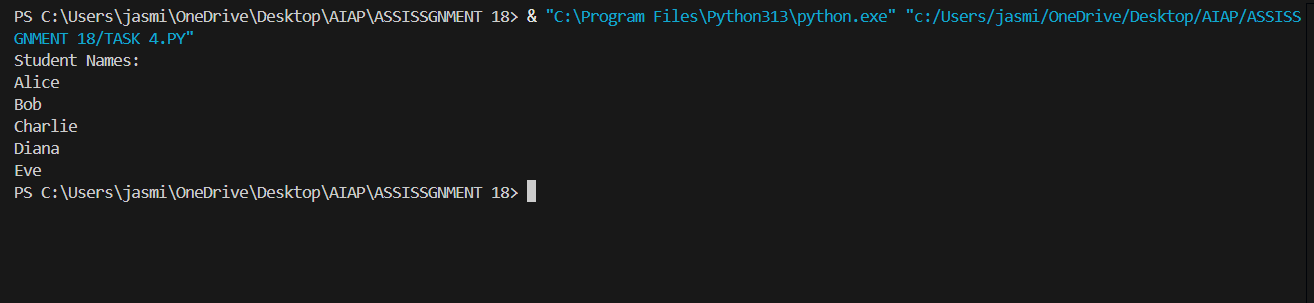 PS C:\Users\jasmi\OneDrive\Desktop\AIAP\ASSISSGNMENT 18> & "C:\Program Files\Python313\python.exe" "c:/Users/jasmi/OneDrive/Desktop/AIAP/ASSISS
GNMENT 18/TASK 4.PY"
Student Names:
Alice
Bob
Charlie
Diana
Eve
PS C:\Users\jasmi\OneDrive\Desktop\AIAP\ASSISSGNMENT 18>